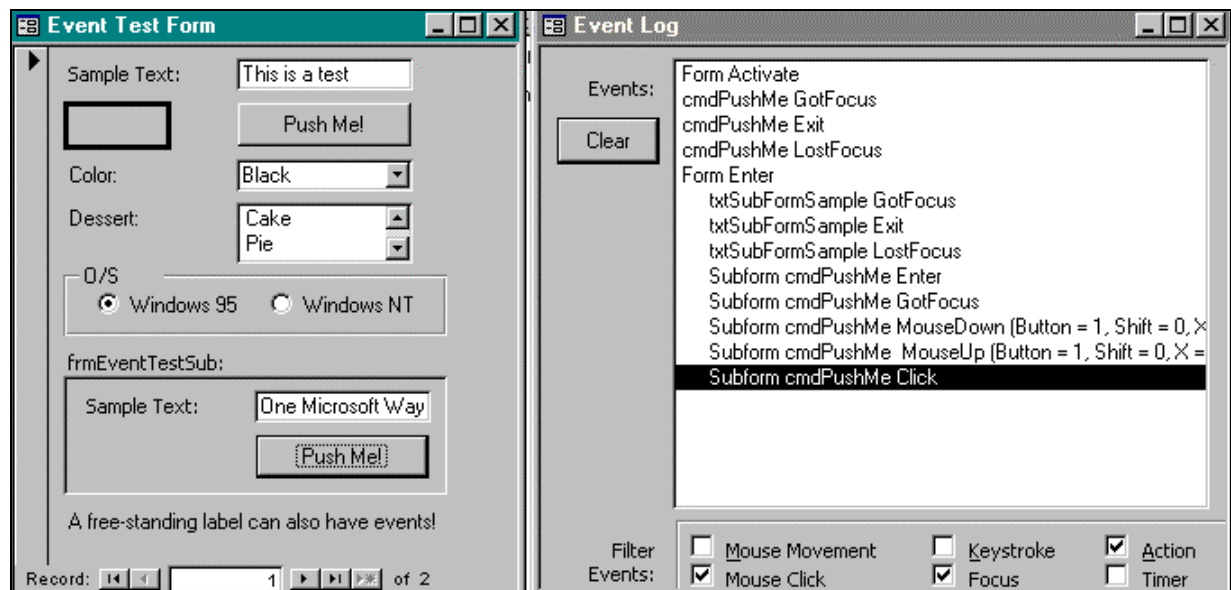 Event Test Form
Sample Text: This is a test
Push Me!
Color: Black
Dessert: Cake
Pie
O/S
Windows 95 Windows NT
frmEventTestSub:
Sample Text: One Microsoft Way
Push Me!
A free-standing label can also have events!
Record: 1 of 2
Event Log
Events:
Clear
Form Activate
cmdPushMe GotFocus
cmdPushMe Exit
cmdPushMe LostFocus
Form Enter
txtSubFormSample GotFocus
txtSubFormSample Exit
txtSubFormSample LostFocus
Subform cmdPushMe Enter
Subform cmdPushMe GotFocus
Subform cmdPushMe MouseDown (Button = 1, Shift = 0, X
Subform cmdPushMe MouseUp (Button = 1, Shift = 0, X =
Subform cmdPushMe Click
Filter Events:
Mouse Movement Keystroke Action
Mouse Click Focus Timer